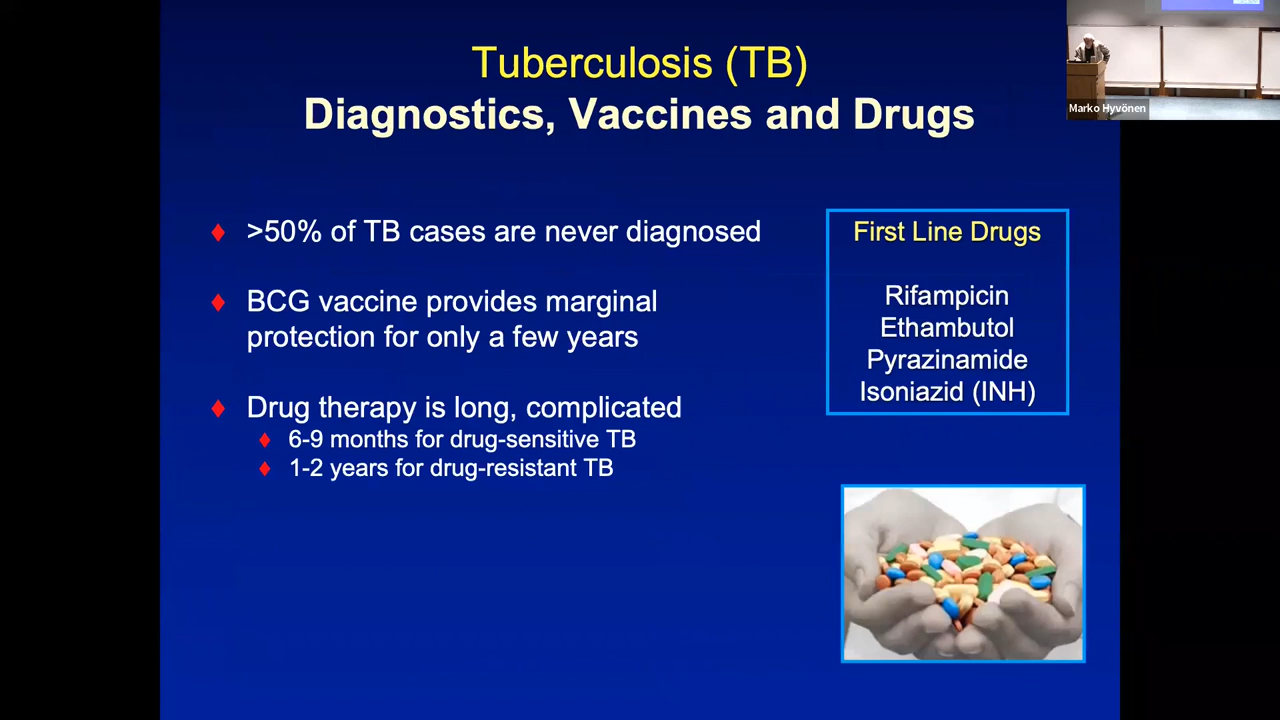 Tuberculosis (TB)
Diagnostics, Vaccines and Drugs
Marko Hyvönen
>50% of TB cases are never diagnosed
BCG vaccine provides marginal
protection for only a few years
Drug therapy is long, complicated
6-9 months for drug-sensitive TB
1-2 years for drug-resistant TB
First Line Drugs
Rifampicin
Ethambutol
Pyrazinamide
Isoniazid (INH)